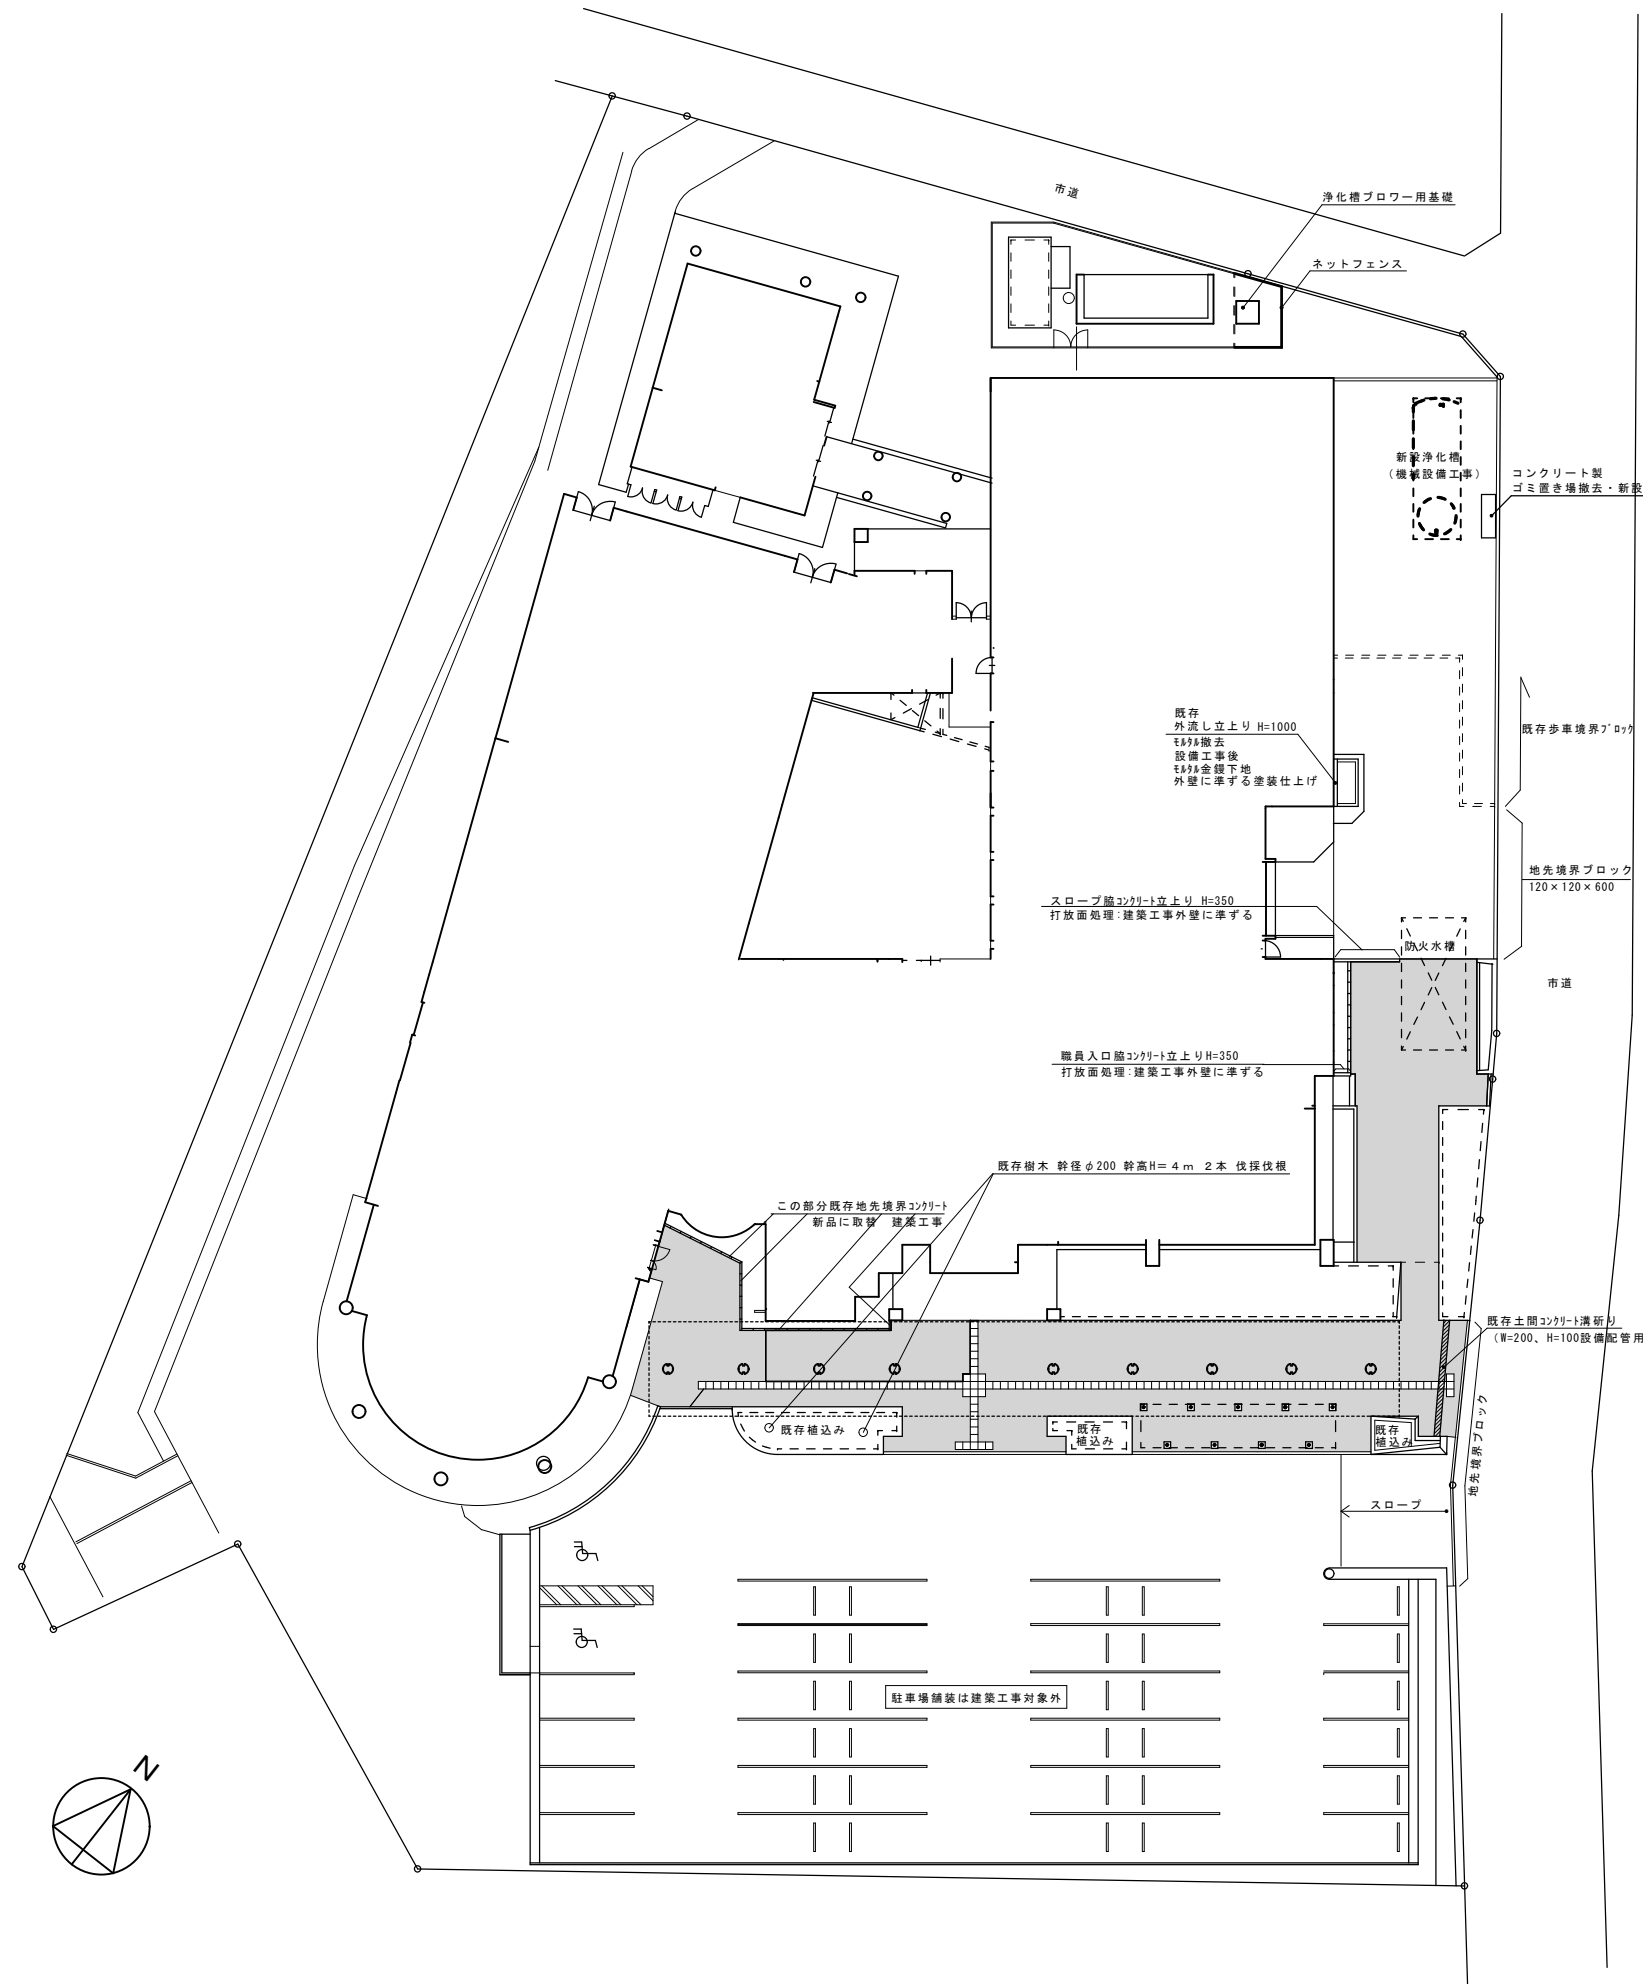 市道
浄化槽ブロワー用基礎
ネットフェンス
新設浄化槽
(機械設備工事)
コンクリート製
ゴミ置き場撤去・新設
既存
外流し立上り H=1000
モルタル撤去
設備工事後
モルタル金鏝下地
外壁に準ずる塗装仕上げ
既存歩車境界ブロック
地先境界ブロック
120×120×600
スロープ脇コンクリート立上り H=350
打放面処理:建築工事外壁に準ずる
防火水槽
市道
職員入口脇コンクリート立上りH=350
打放面処理:建築工事外壁に準ずる
既存樹木 幹径φ200 幹高H=4m 2本 伐採伐根
この部分既存地先境界コンクリート
新品に取替 建築工事
既存土間コンクリート溝斫り
(W=200、H=100設備配管用
既存植込み
既存
植込み
既存
植込み
地先境界ブロック
スロープ
駐車場舗装は建築工事対象外
N